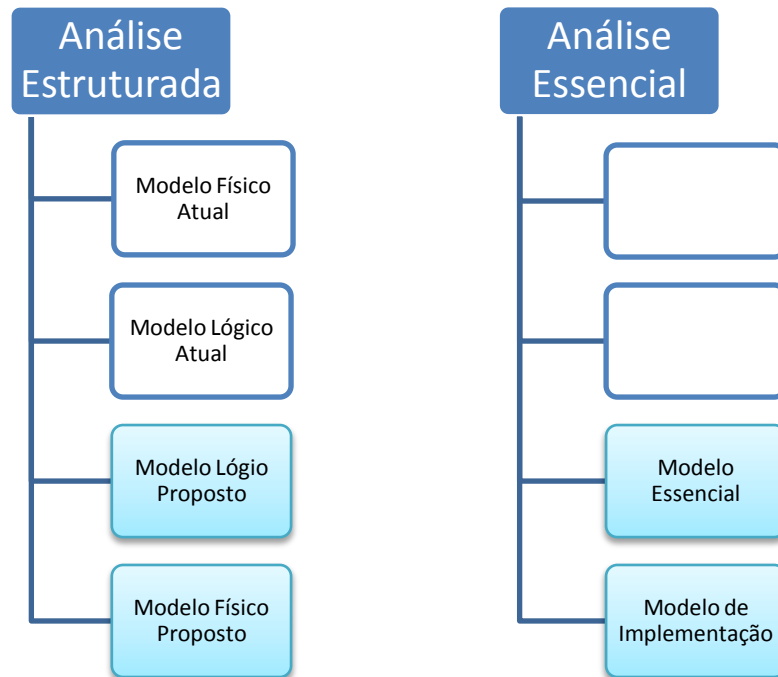 Análise
Estruturada
Modelo Físico
Atual
Modelo Lógico
Atual
Modelo Lógio
Proposto
Modelo Físico
Proposto
Análise
Essencial
Modelo
Essencial
Modelo de
Implementação